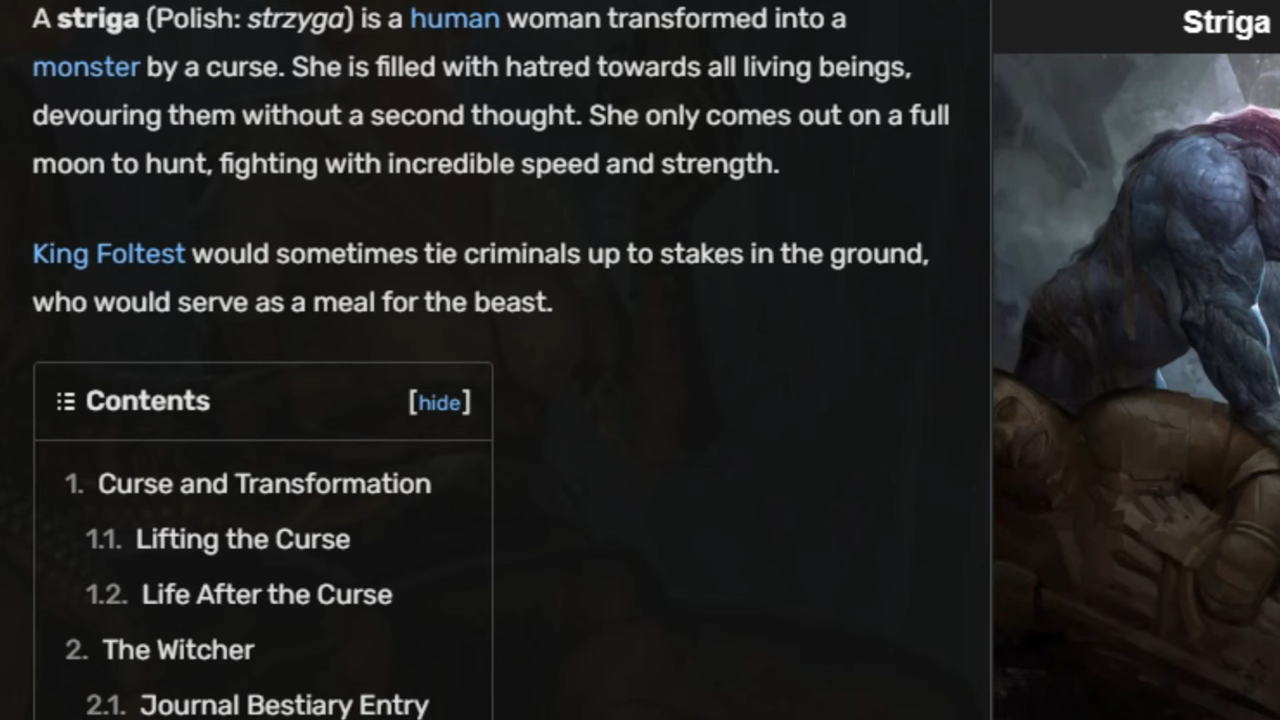 A striga (Polish: strzyga) is a human woman transformed into a
monster by a curse. She is filled with hatred towards all living beings,
devouring them without a second thought. She only comes out on a full
moon to hunt, fighting with incredible speed and strength.
King Foltest would sometimes tie criminals up to stakes in the ground,
who would serve as a meal for the beast.
Contents [hide]
1. Curse and Transformation
1.1. Lifting the Curse
1.2. Life After the Curse
2. The Witcher
2.1. Journal Bestiary Entry
Striga